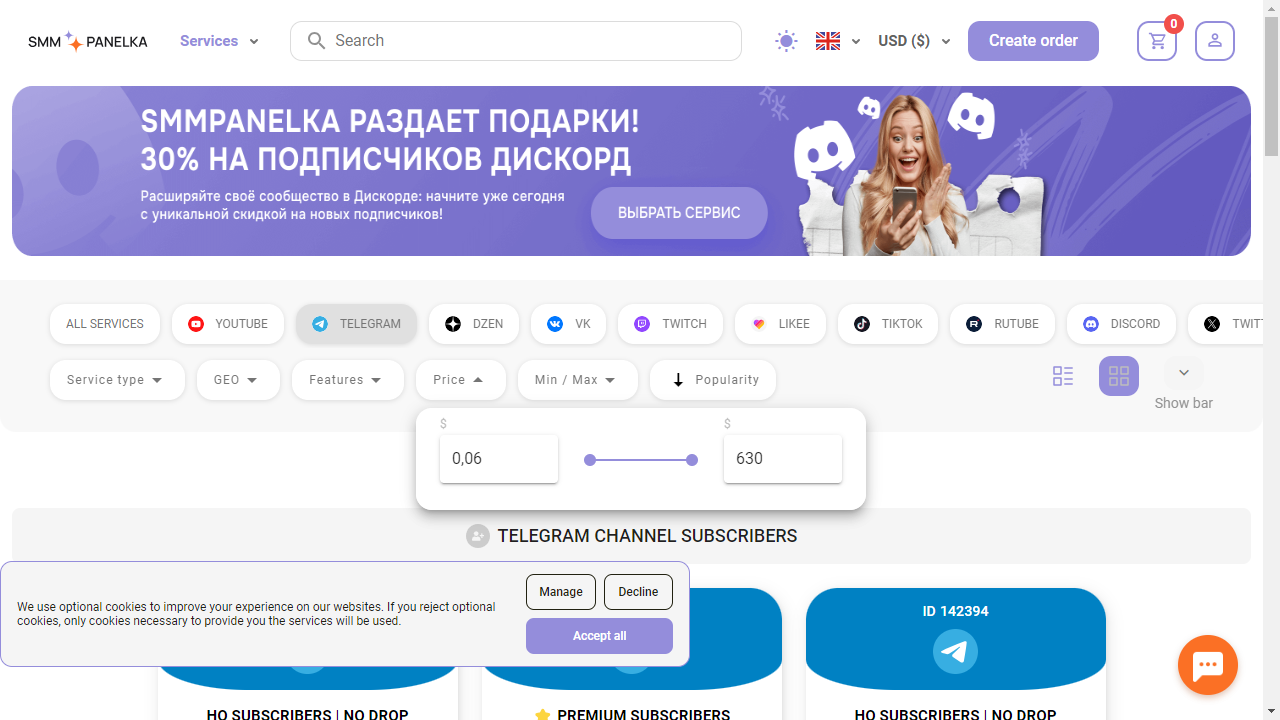 SMM PANELKA
Services
Search
USD ($)
Create order
0
SMMPANELKA РАЗДАЕТ ПОДАРКИ!
30% НА ПОДПИСЧИКОВ ДИСКОРД
Расширяйте своё сообщество в Дискорде: начните уже сегодня
с уникальной скидкой на новых подписчиков!
ВЫБРАТЬ СЕРВИС
ALL SERVICES
YOUTUBE
TELEGRAM
DZEN
VK
TWITCH
LIKEE
TIKTOK
RUTUBE
DISCORD
TWITT
Service type
GEO
Features
Price
Min / Max
Popularity
Show bar
$
$
0,06
630
TELEGRAM CHANNEL SUBSCRIBERS
We use optional cookies to improve your experience on our websites. If you reject optional
cookies, only cookies necessary to provide you the services will be used.
Manage
Decline
Accept all
ID 142394
HQ SUBSCRIBERS | NO DROP
PREMIUM SUBSCRIBERS
HQ SUBSCRIBERS | NO DROP